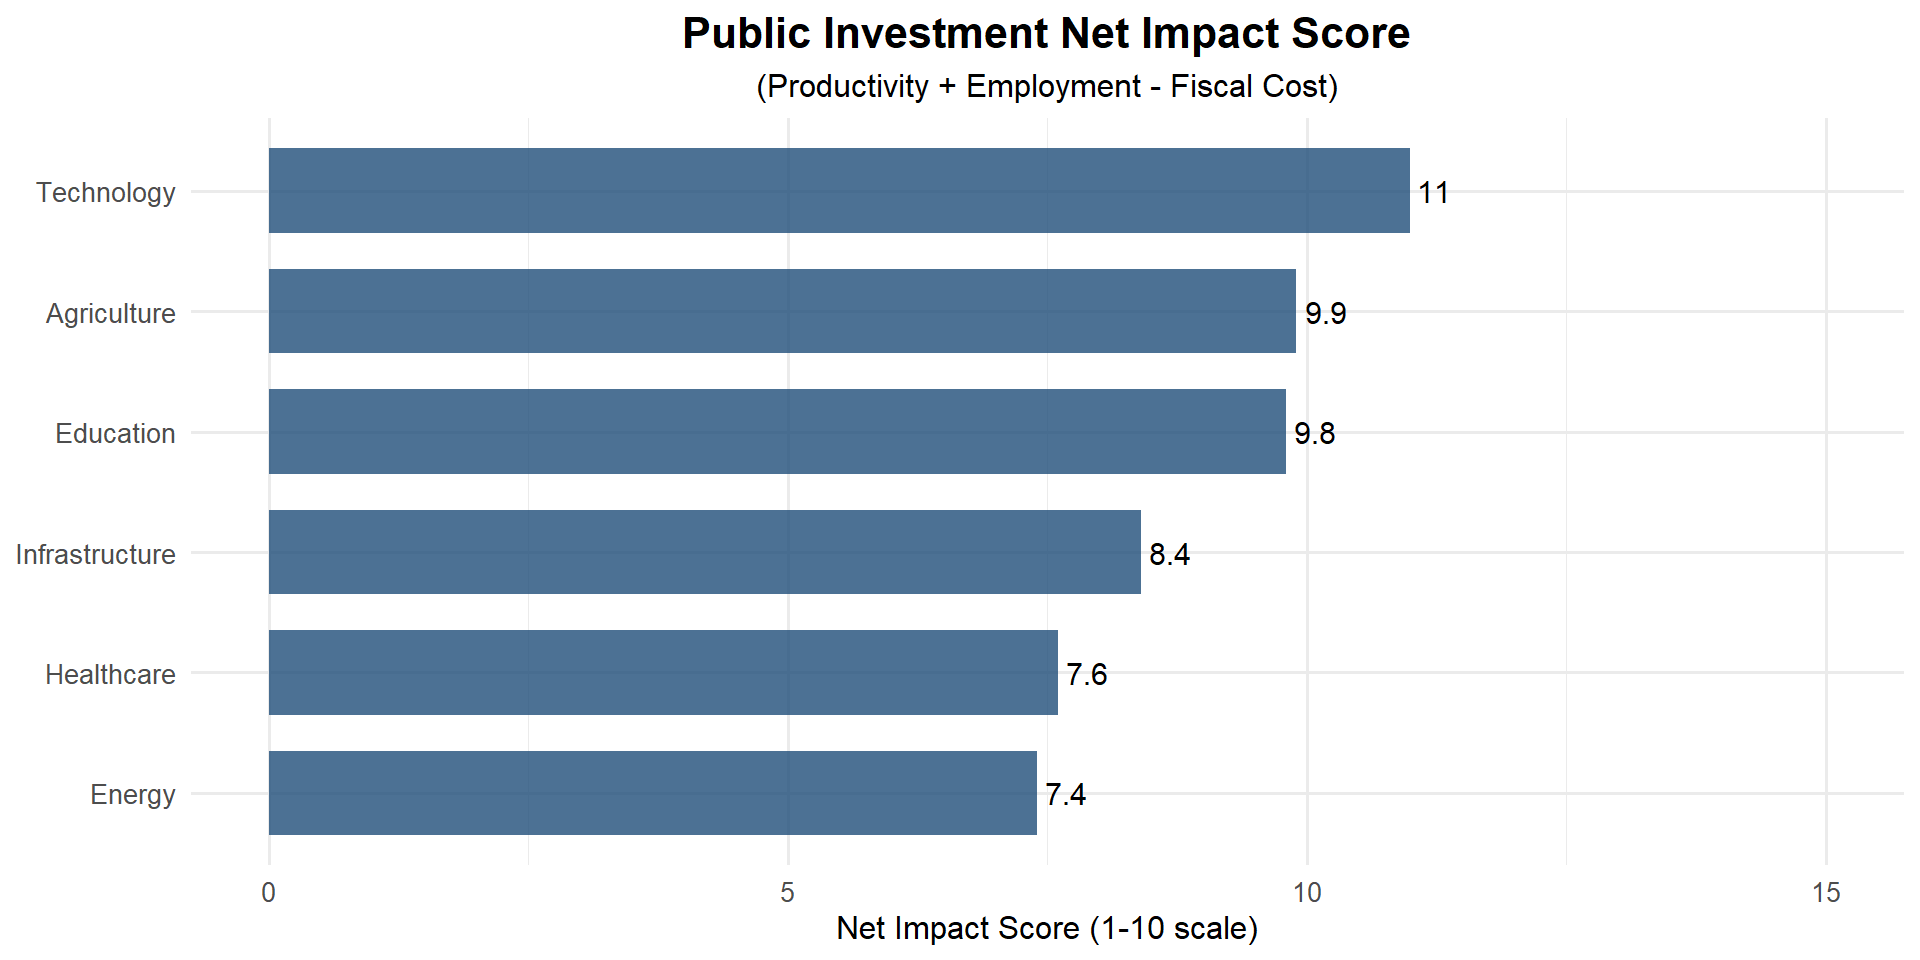 Public Investment Net Impact Score
(Productivity + Employment - Fiscal Cost)
Technology
11
Agriculture
9.9
Education
9.8
Infrastructure
8.4
Healthcare
7.6
Energy
7.4
0 5 10 15
Net Impact Score (1-10 scale)